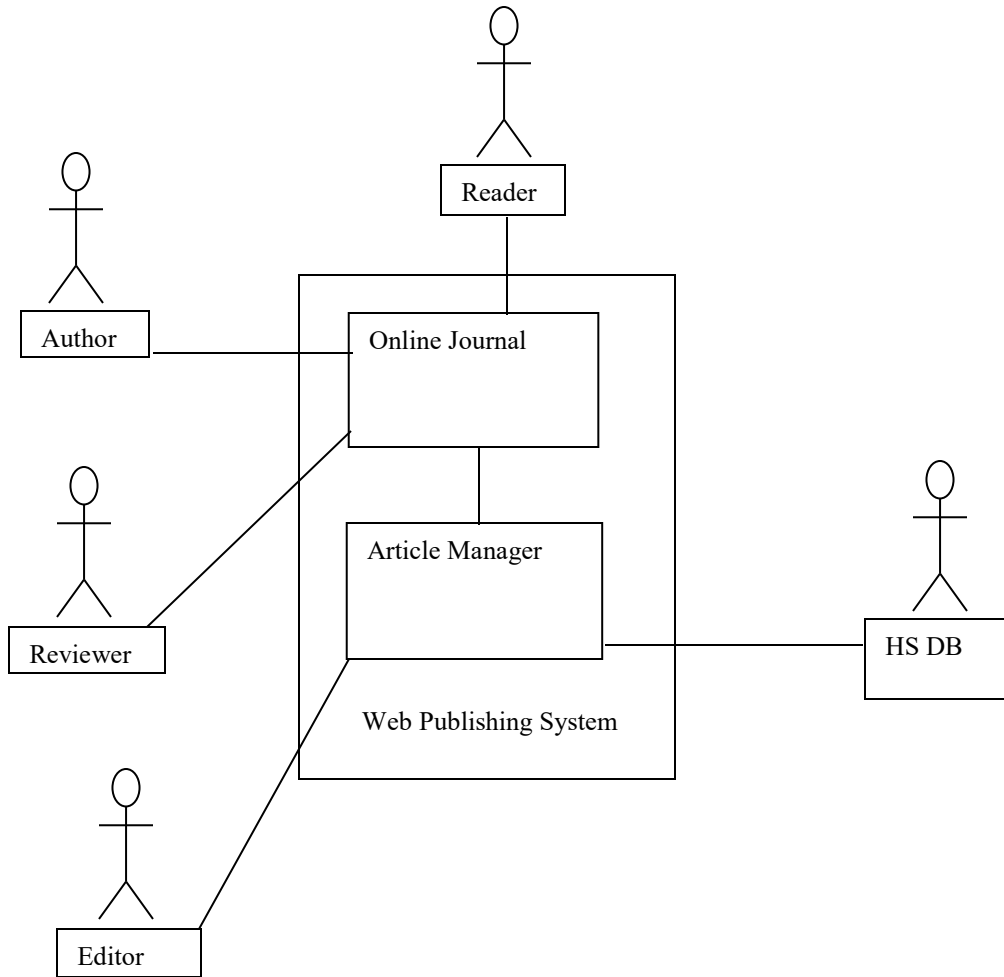 Reader
Author
Online Journal
Article Manager
Reviewer
HS DB
Web Publishing System
Editor